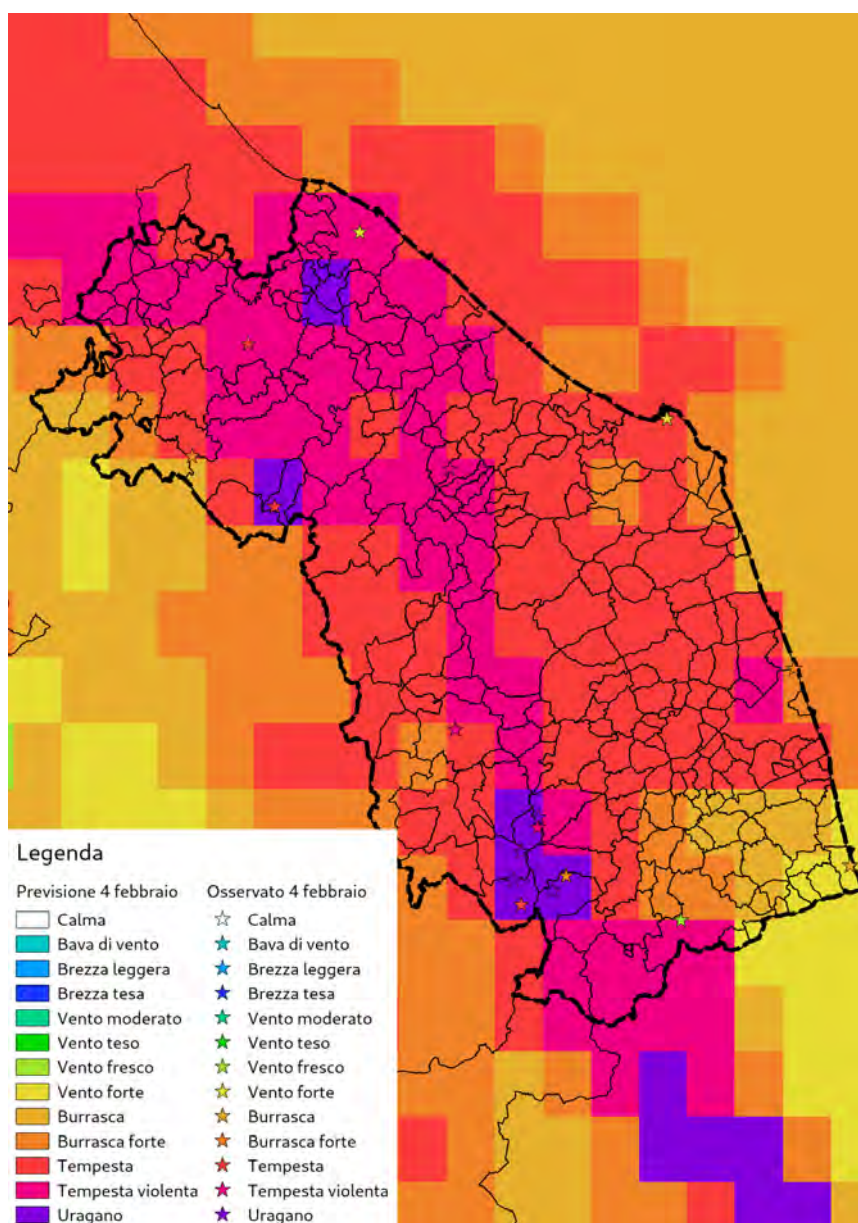 Legenda
Previsione 4 febbraio Osservato 4 febbraio
Calma Calma
Bava di vento Bava di vento
Brezza leggera Brezza leggera
Brezza tesa Brezza tesa
Vento moderato Vento moderato
Vento teso Vento teso
Vento fresco Vento fresco
Vento forte Vento forte
Burrasca Burrasca
Burrasca forte Burrasca forte
Tempesta Tempesta
Tempesta violenta Tempesta violenta
Uragano Uragano